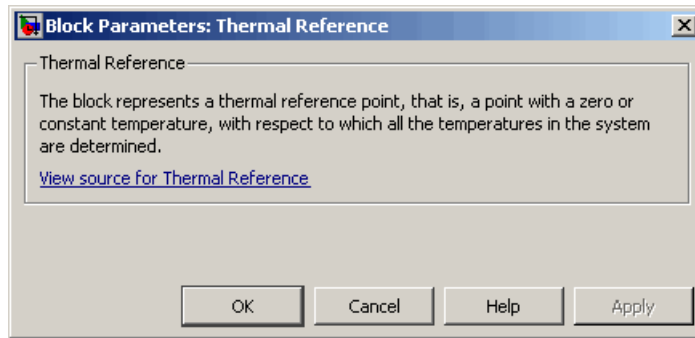 Block Parameters: Thermal Reference
Thermal Reference
The block represents a thermal reference point, that is, a point with a zero or
constant temperature, with respect to which all the temperatures in the system
are determined.
View source for Thermal Reference
OK Cancel Help Apply